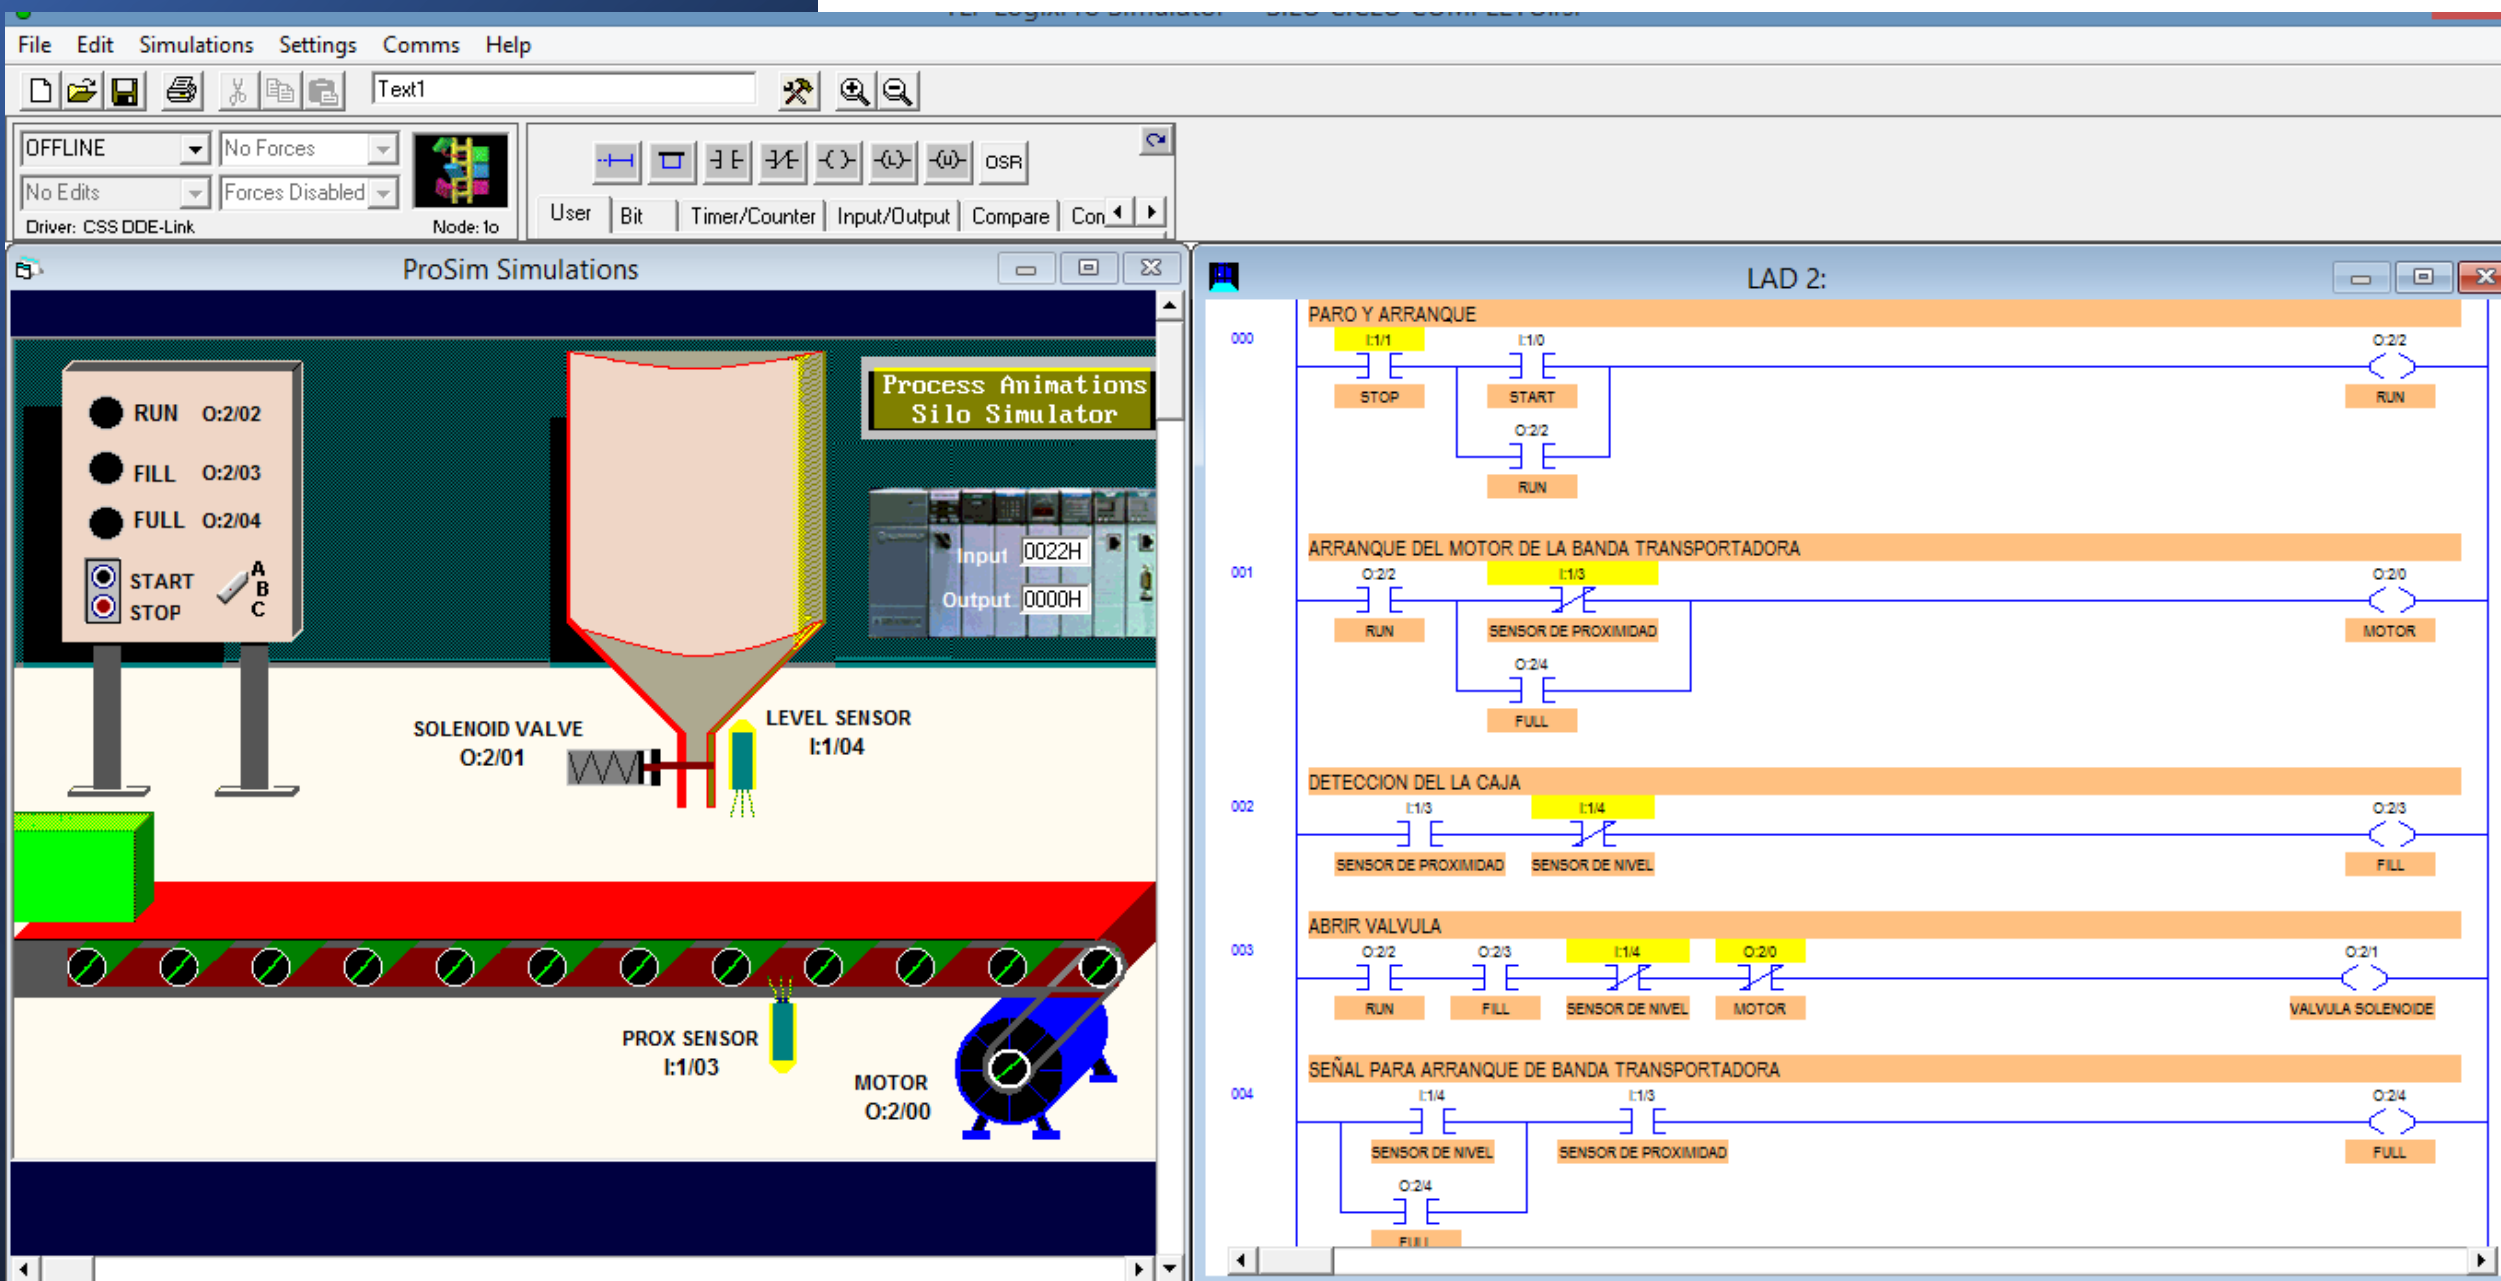 File Edit Simulations Settings Comms Help
Text1
OFFLINE No Forces
No Edits Forces Disabled
Driver: CSS DDE-Link Node: 1o
OSR
User Bit Timer/Counter Input/Output Compare
ProSim Simulations
RUN O:2/02
FILL O:2/03
FULL O:2/04
START
STOP
A
B
C
Process Animations
Silo Simulator
Input 0022H
Output 0000H
SOLENOID VALVE
O:2/01
LEVEL SENSOR
I:1/04
PROX SENSOR
I:1/03
MOTOR
O:2/00
LAD 2:
PARO Y ARRANQUE
000
I:1/1 I:1/0 O:2/2
STOP START RUN
O:2/2
RUN
ARRANQUE DEL MOTOR DE LA BANDA TRANSPORTADORA
001
O:2/2 I:1/3 O:2/0
RUN SENSOR DE PROXIMIDAD MOTOR
O:2/4
FULL
DETECCION DEL LA CAJA
002
I:1/3 I:1/4 O:2/3
SENSOR DE PROXIMIDAD SENSOR DE NIVEL FILL
ABRIR VALVULA
003
O:2/2 O:2/3 I:1/4 O:2/0 O:2/1
RUN FILL SENSOR DE NIVEL MOTOR VALVULA SOLENOIDE
SEÑAL PARA ARRANQUE DE BANDA TRANSPORTADORA
004
I:1/4 I:1/3 O:2/4
SENSOR DE NIVEL SENSOR DE PROXIMIDAD FULL
O:2/4
FULL